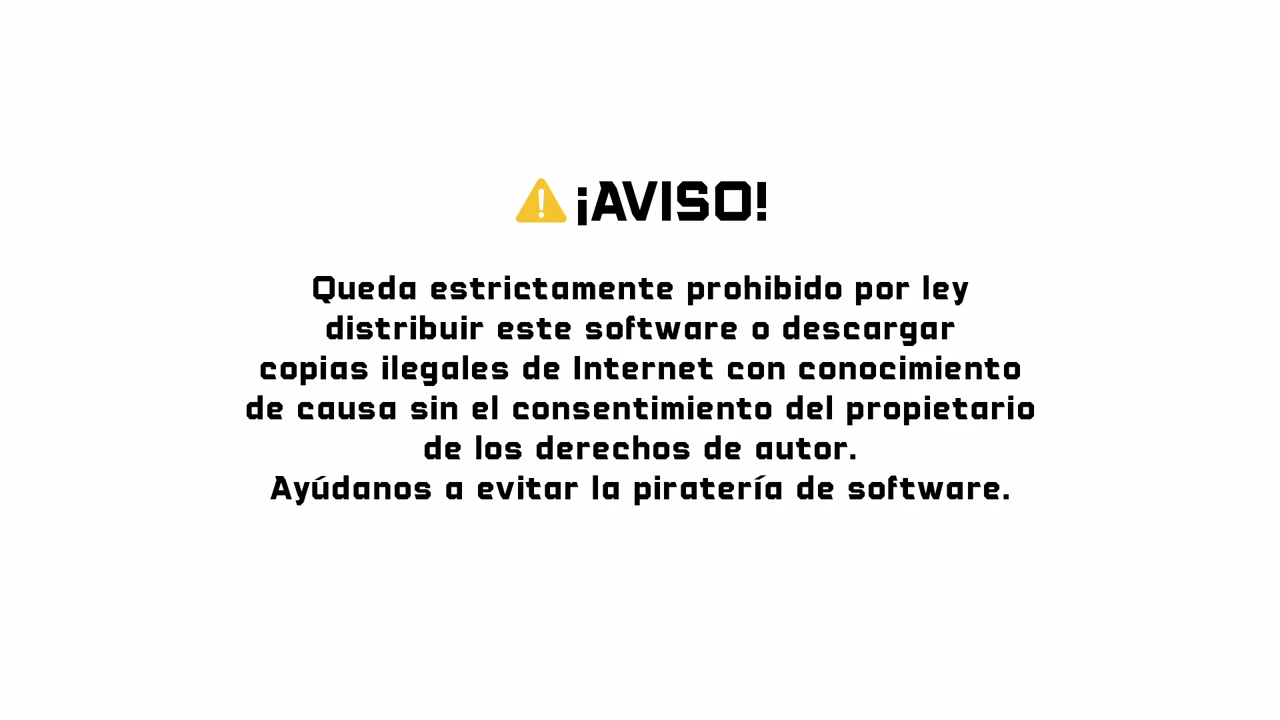 ¡AVISO!
Queda estrictamente prohibido por ley
distribuir este software o descargar
copias ilegales de Internet con conocimiento
de causa sin el consentimiento del propietario
de los derechos de autor.
Ayúdanos a evitar la piratería de software.